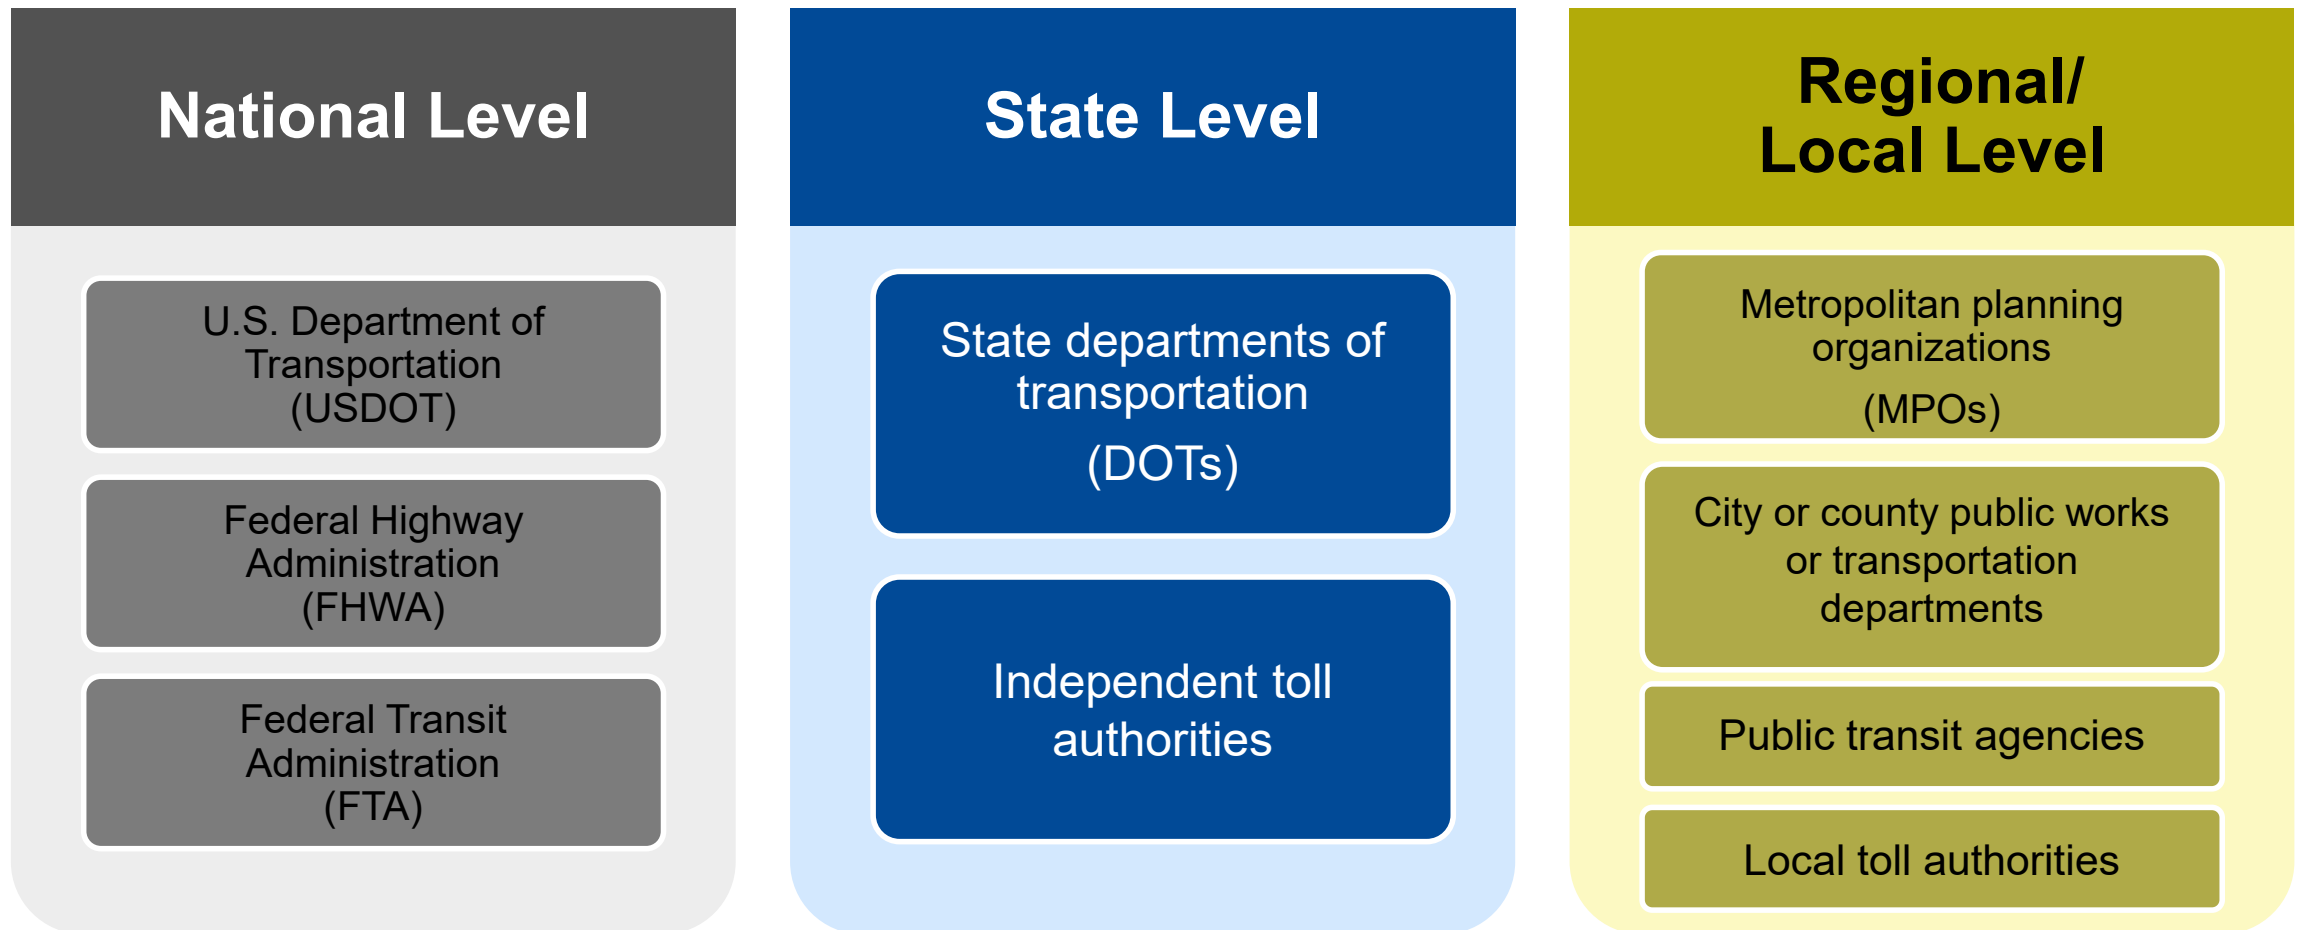 National Level
U.S. Department of
Transportation
(USDOT)
Federal Highway
Administration
(FHWA)
Federal Transit
Administration
(FTA)
State Level
State departments of
transportation
(DOTs)
Independent toll
authorities
Regional/
Local Level
Metropolitan planning
organizations
(MPOs)
City or county public works
or transportation
departments
Public transit agencies
Local toll authorities